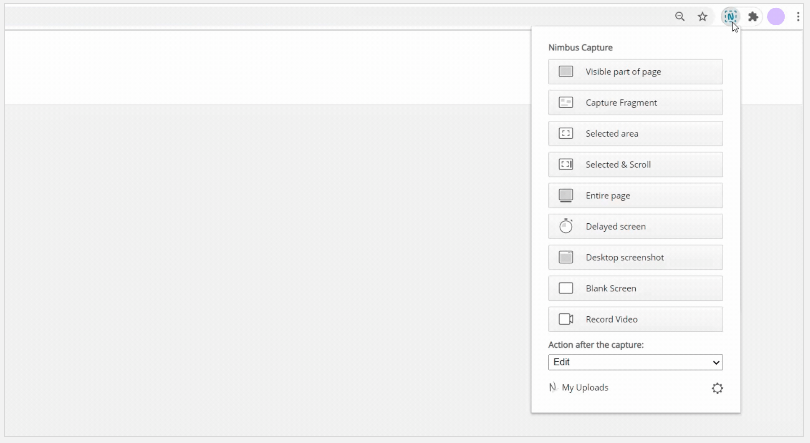 Nimbus Capture
Visible part of page
Capture Fragment
Selected area
Selected & Scroll
Entire page
Delayed screen
Desktop screenshot
Blank Screen
Record Video
Action after the capture:
Edit
My Uploads